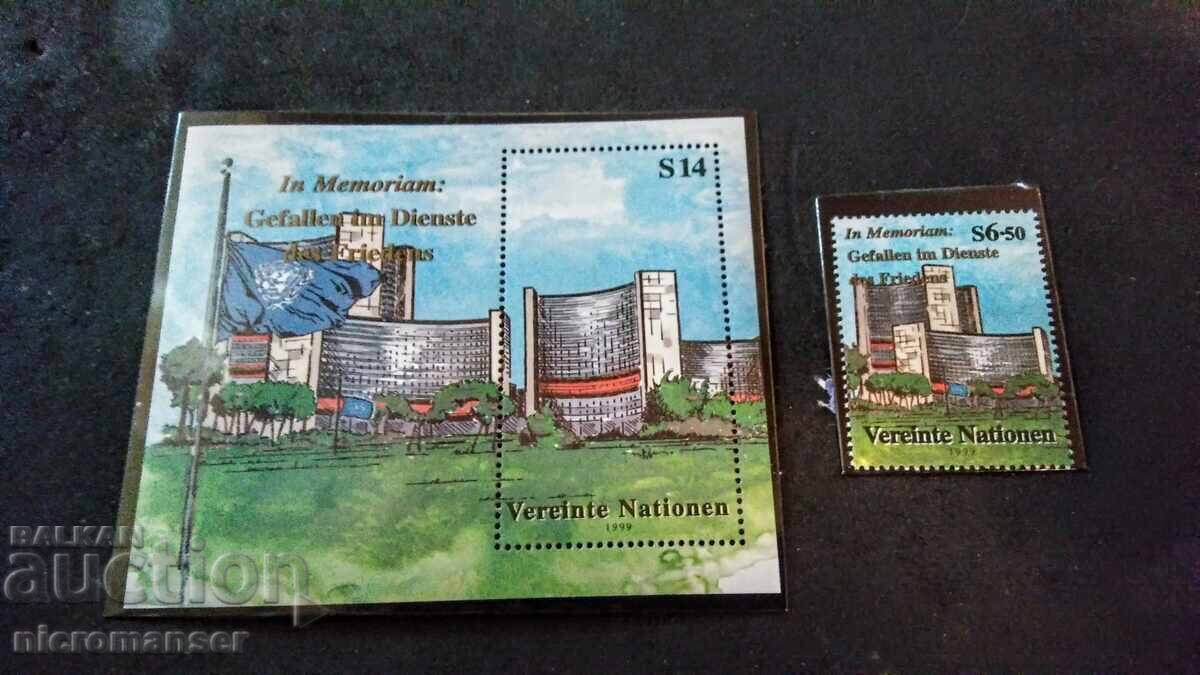 In Memoriam:
Gefallen im Dienste
des Friedens
S 14
Vereinte Nationen
1999
In Memoriam:
S6·50
Gefallen im Dienste
des Friedens
Vereinte Nationen
1999
BALKAN
auction
nicromanser